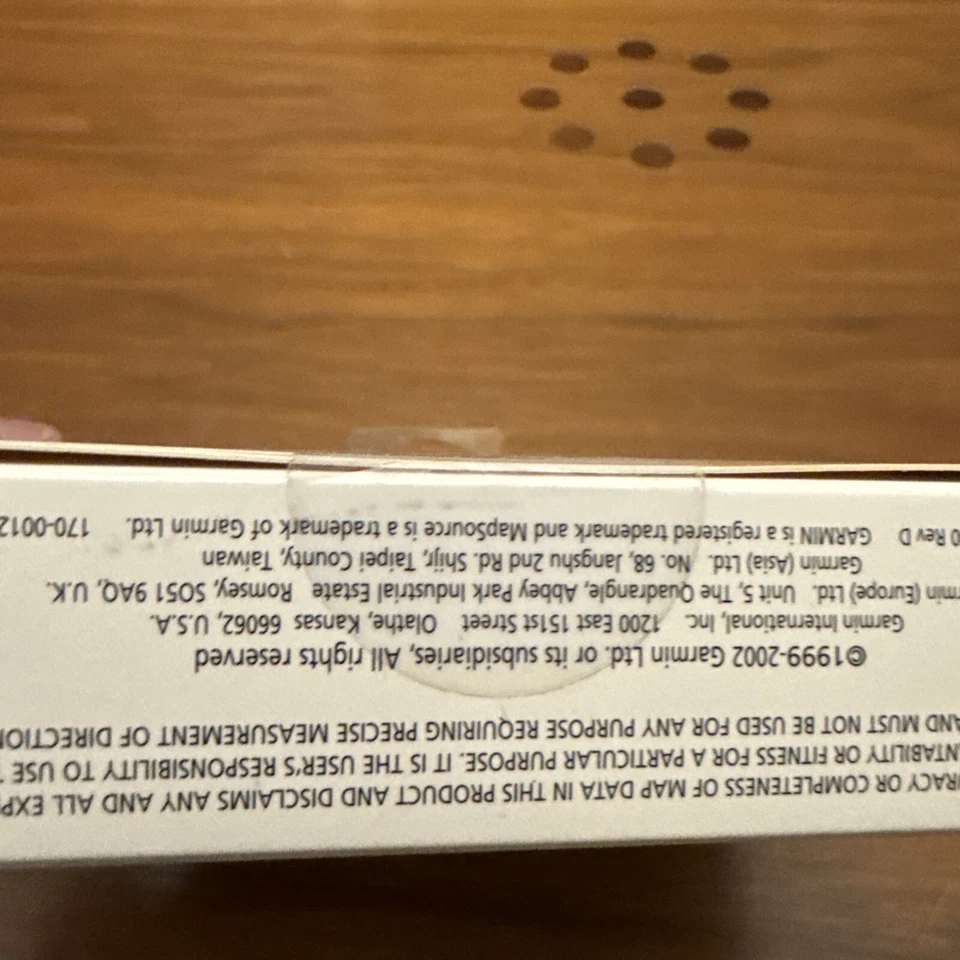 RACY OR COMPLETENESS OF MAP DATA IN THIS PRODUCT AND DISCLAIMS ANY AND ALL EXP
NTABILITY OR FITNESS FOR A PARTICULAR PURPOSE. IT IS THE USER'S RESPONSIBILITY TO USE
AND MUST NOT BE USED FOR ANY PURPOSE REQUIRING PRECISE MEASUREMENT OF DIRECTION
©1999-2002 Garmin Ltd. or its subsidiaries, All rights reserved
Garmin International, Inc. 1200 East 151st Street Olathe, Kansas 66062, U.S.A.
rmin (Europe) Ltd. Unit 5, The Quadrangle, Abbey Park Industrial Estate Romsey, SO51 9AQ, U.K.
Garmin (Asia) Ltd. No. 68, Jangshu 2nd Rd. Shijr, Taipei County, Taiwan
0 Rev D GARMIN is a registered trademark and MapSource is a trademark of Garmin Ltd. 170-0012